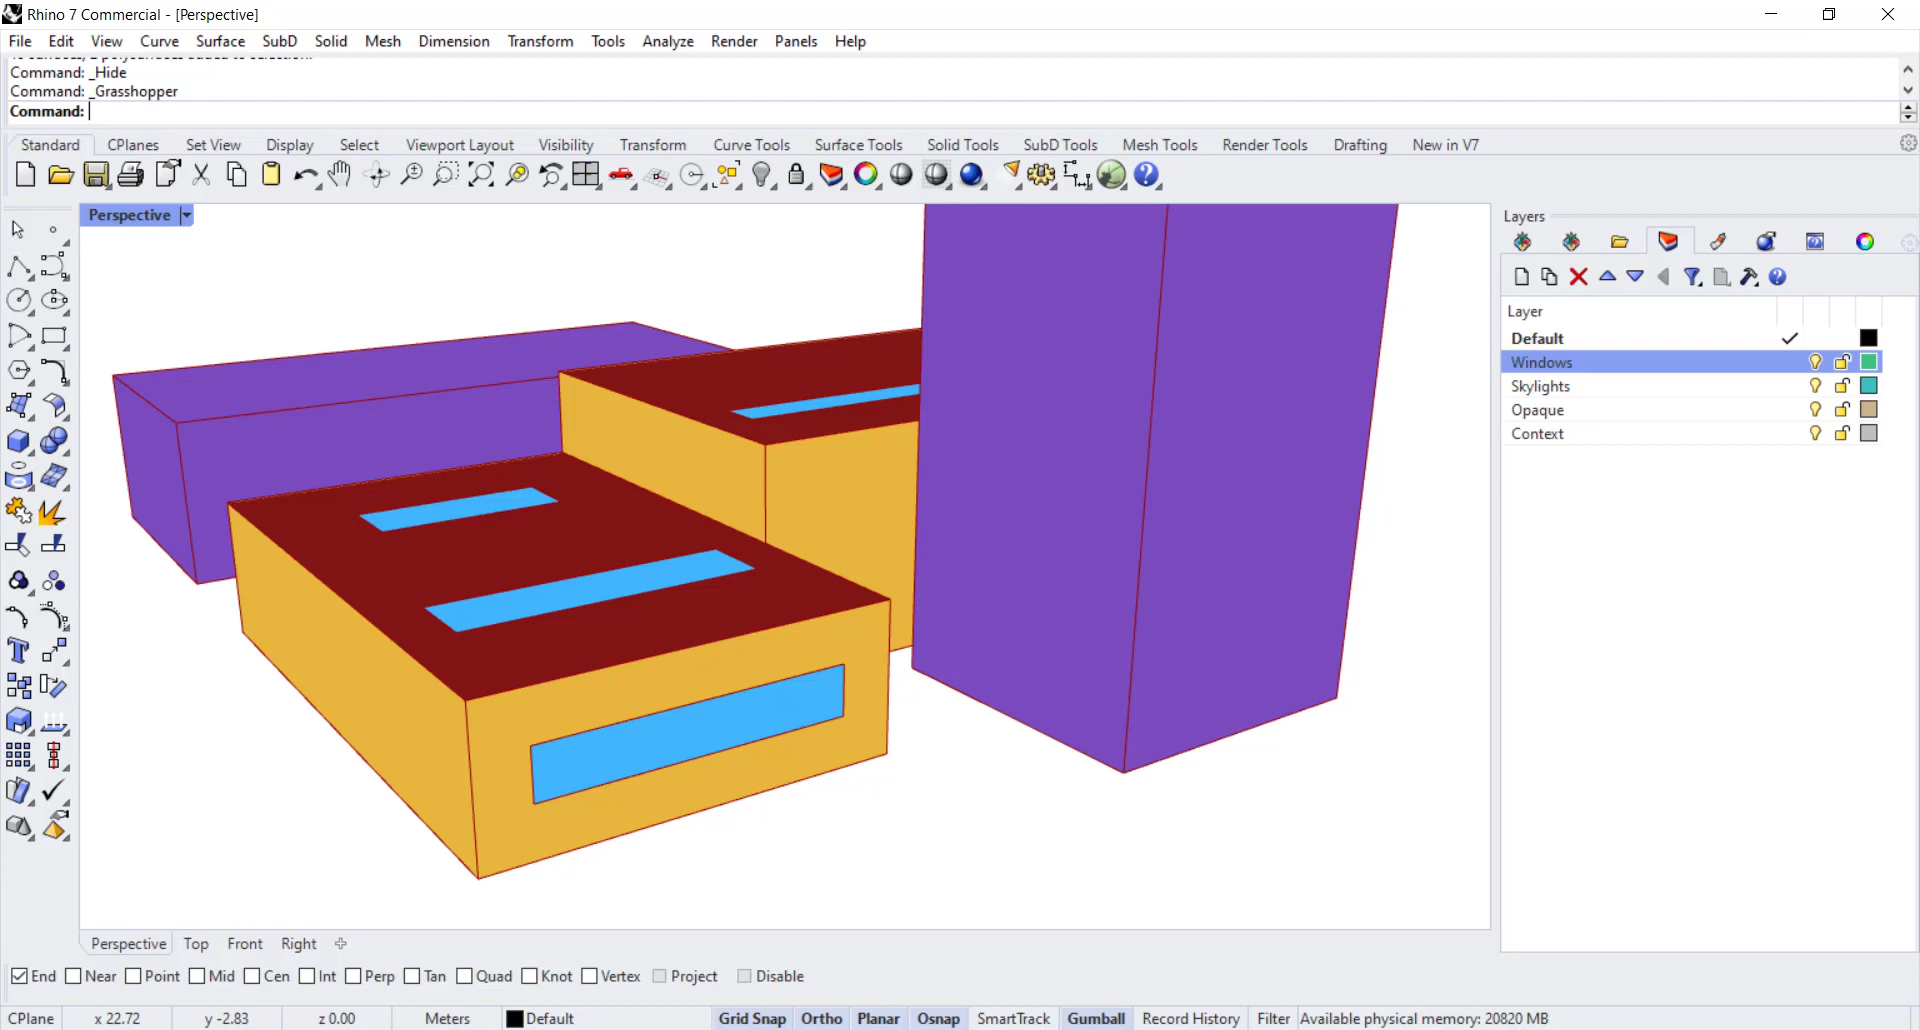 Rhino 7 Commercial - [Perspective]
File Edit View Curve Surface SubD Solid Mesh Dimension Transform Tools Analyze Render Panels Help
Command: _Hide
Command: _Grasshopper
Command:
Standard CPlanes Set View Display Select Viewport Layout Visibility Transform Curve Tools Surface Tools Solid Tools SubD Tools Mesh Tools Render Tools Drafting New in V7
Perspective
Layers
Layer
Default
Windows
Skylights
Opaque
Context
Perspective Top Front Right
End Near Point Mid Cen Int Perp Tan Quad Knot Vertex Project Disable
CPlane x 22.72 y -2.83 z 0.00 Meters Default Grid Snap Ortho Planar Osnap SmartTrack Gumball Record History Filter Available physical memory: 20820 MB